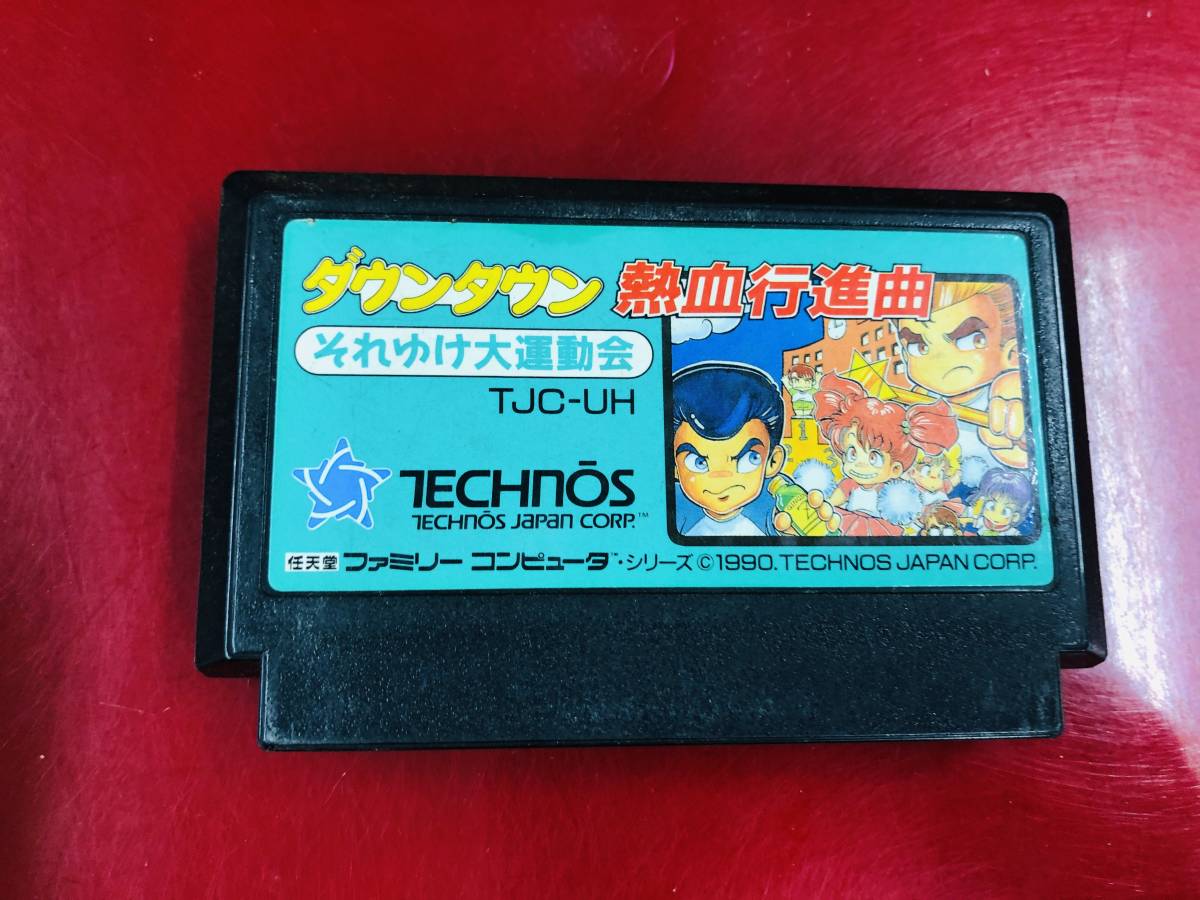 ダウンタウン 熱血行進曲
それゆけ大運動会
TJC-UH
TECHNŌS
TECHNŌS JAPAN CORP.™
任天堂 ファミリー コンピュータ™・シリーズ ©1990. TECHNOS JAPAN CORP.
1